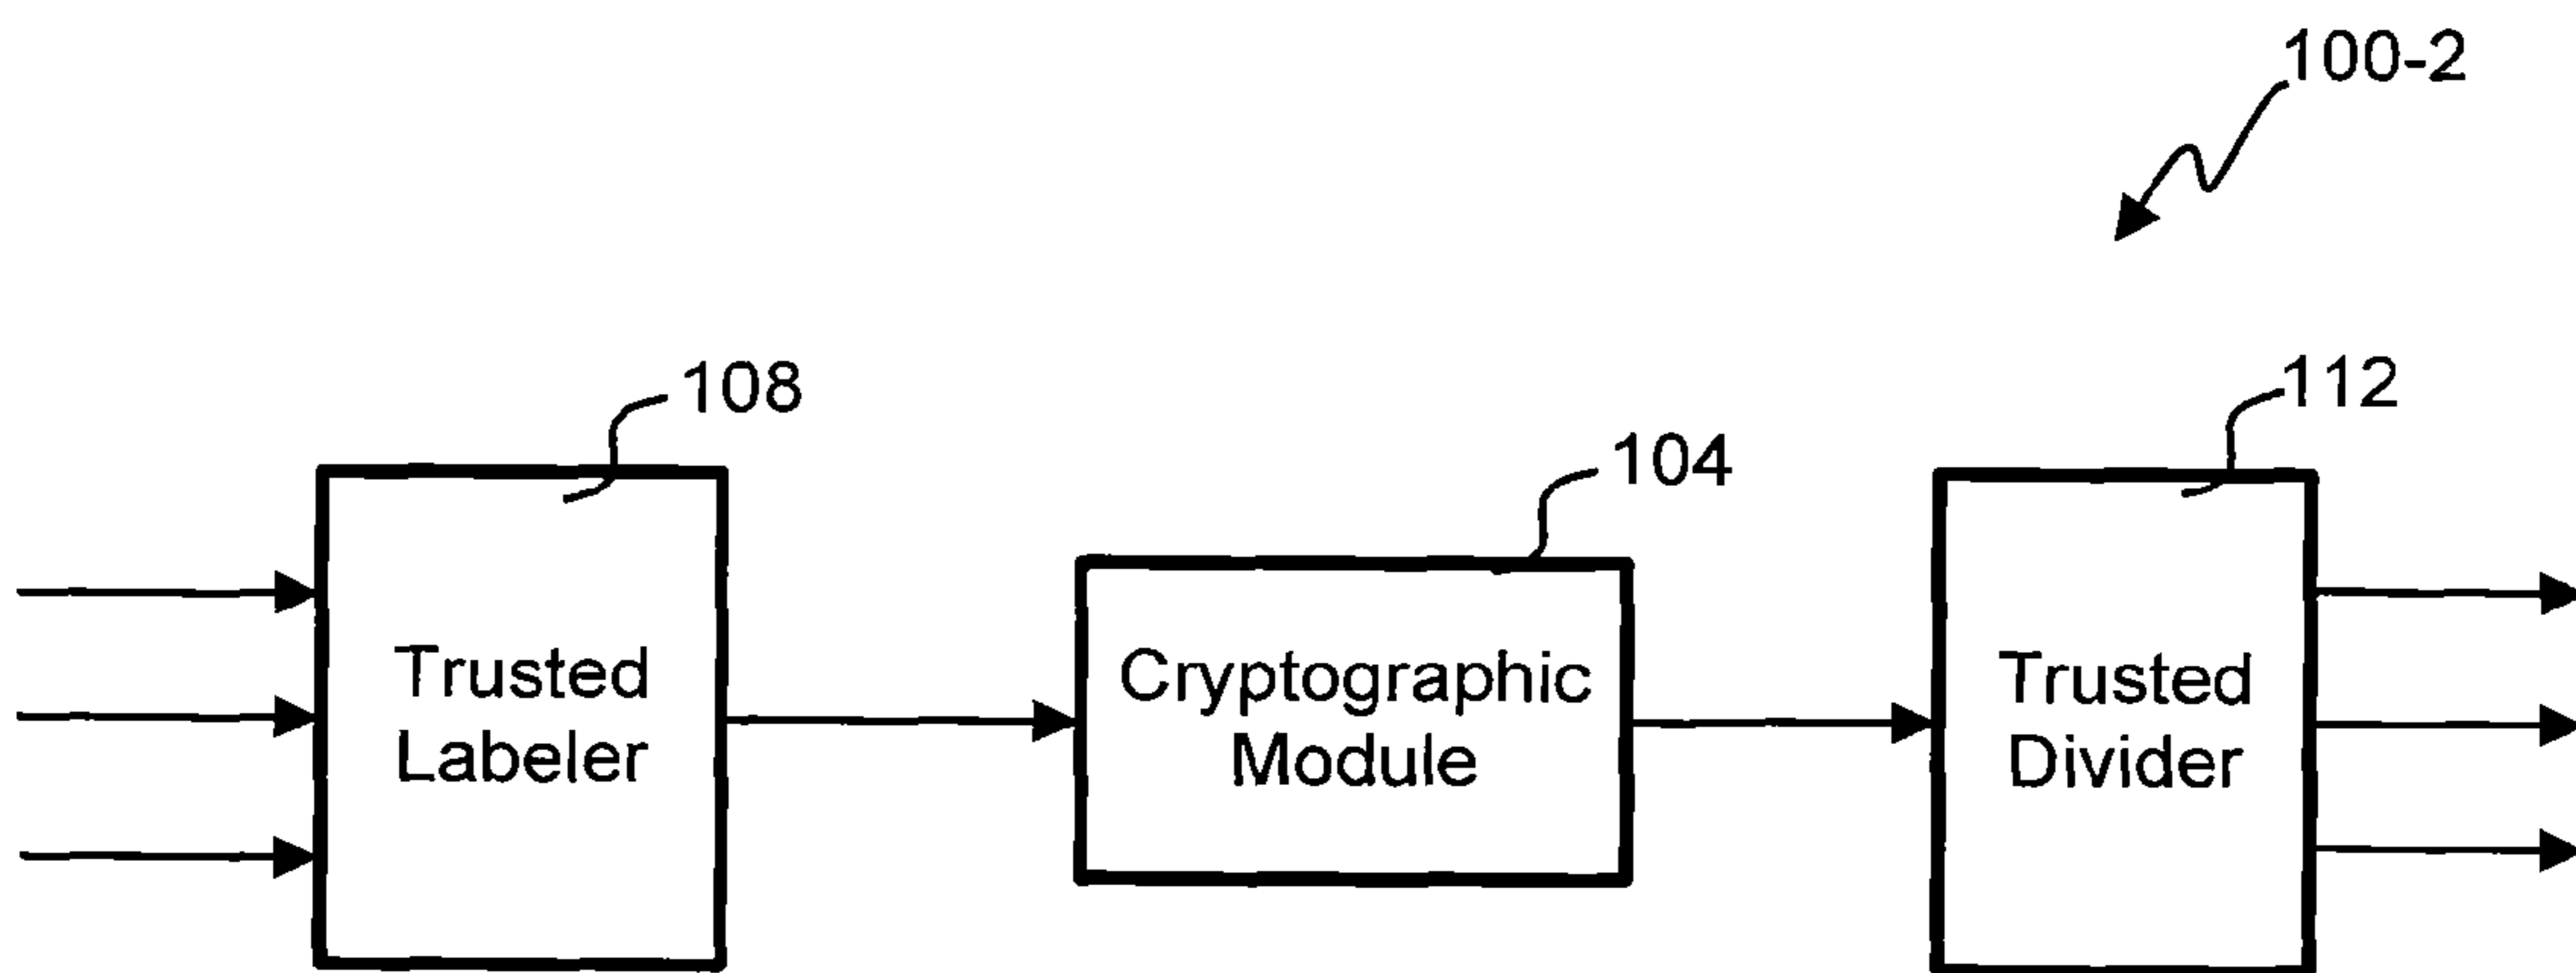 100-2
108
112
104
Trusted
Labeler
Cryptographic
Module
Trusted
Divider